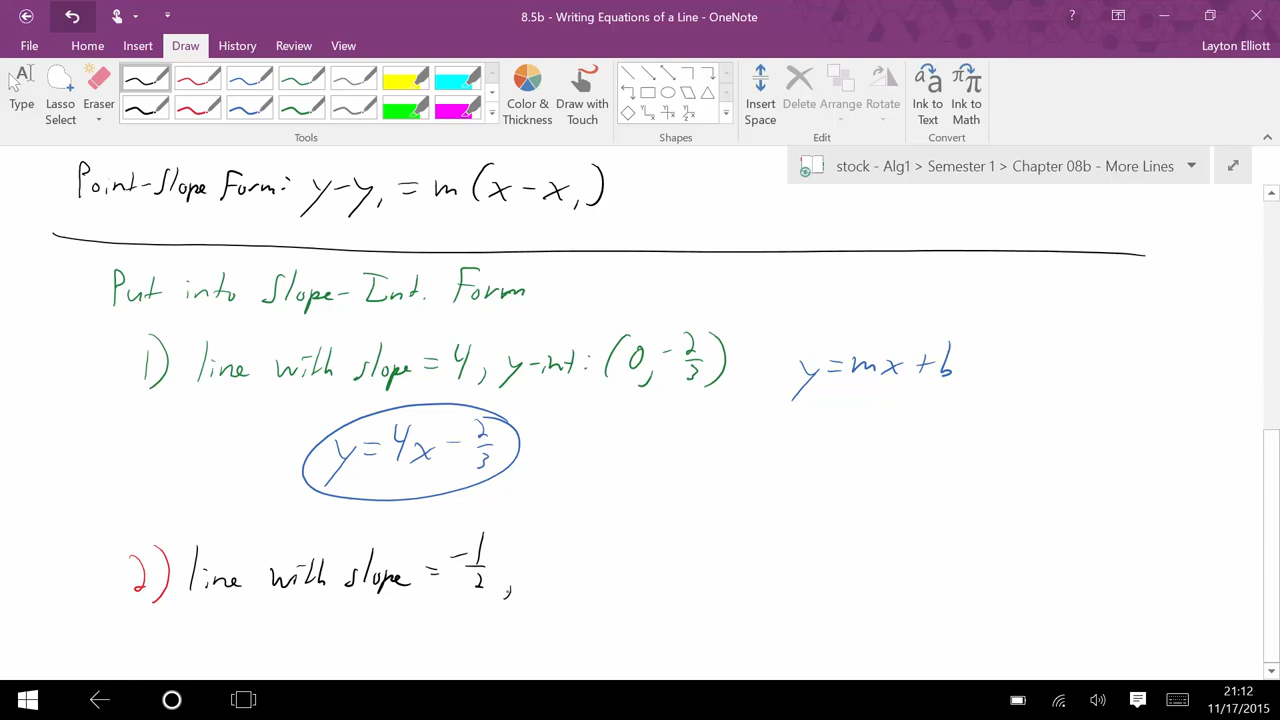 8.5b - Writing Equations of a Line - OneNote
Layton Elliott
File Home Insert Draw History Review View
Type Lasso Select Eraser Color & Thickness Draw with Touch Insert Space Delete Arrange Rotate Ink to Text Ink to Math
Tools Shapes Edit Convert
stock - Alg1 > Semester 1 > Chapter 08b - More Lines
Point-Slope Form: y-y₁ = m(x-x₁)
Put into Slope-Int. Form
1) line with slope = 4, y-int: (0, -2/3) y=mx+b
y=4x-2/3
2) line with slope = -1/2,
21:12
11/17/2015